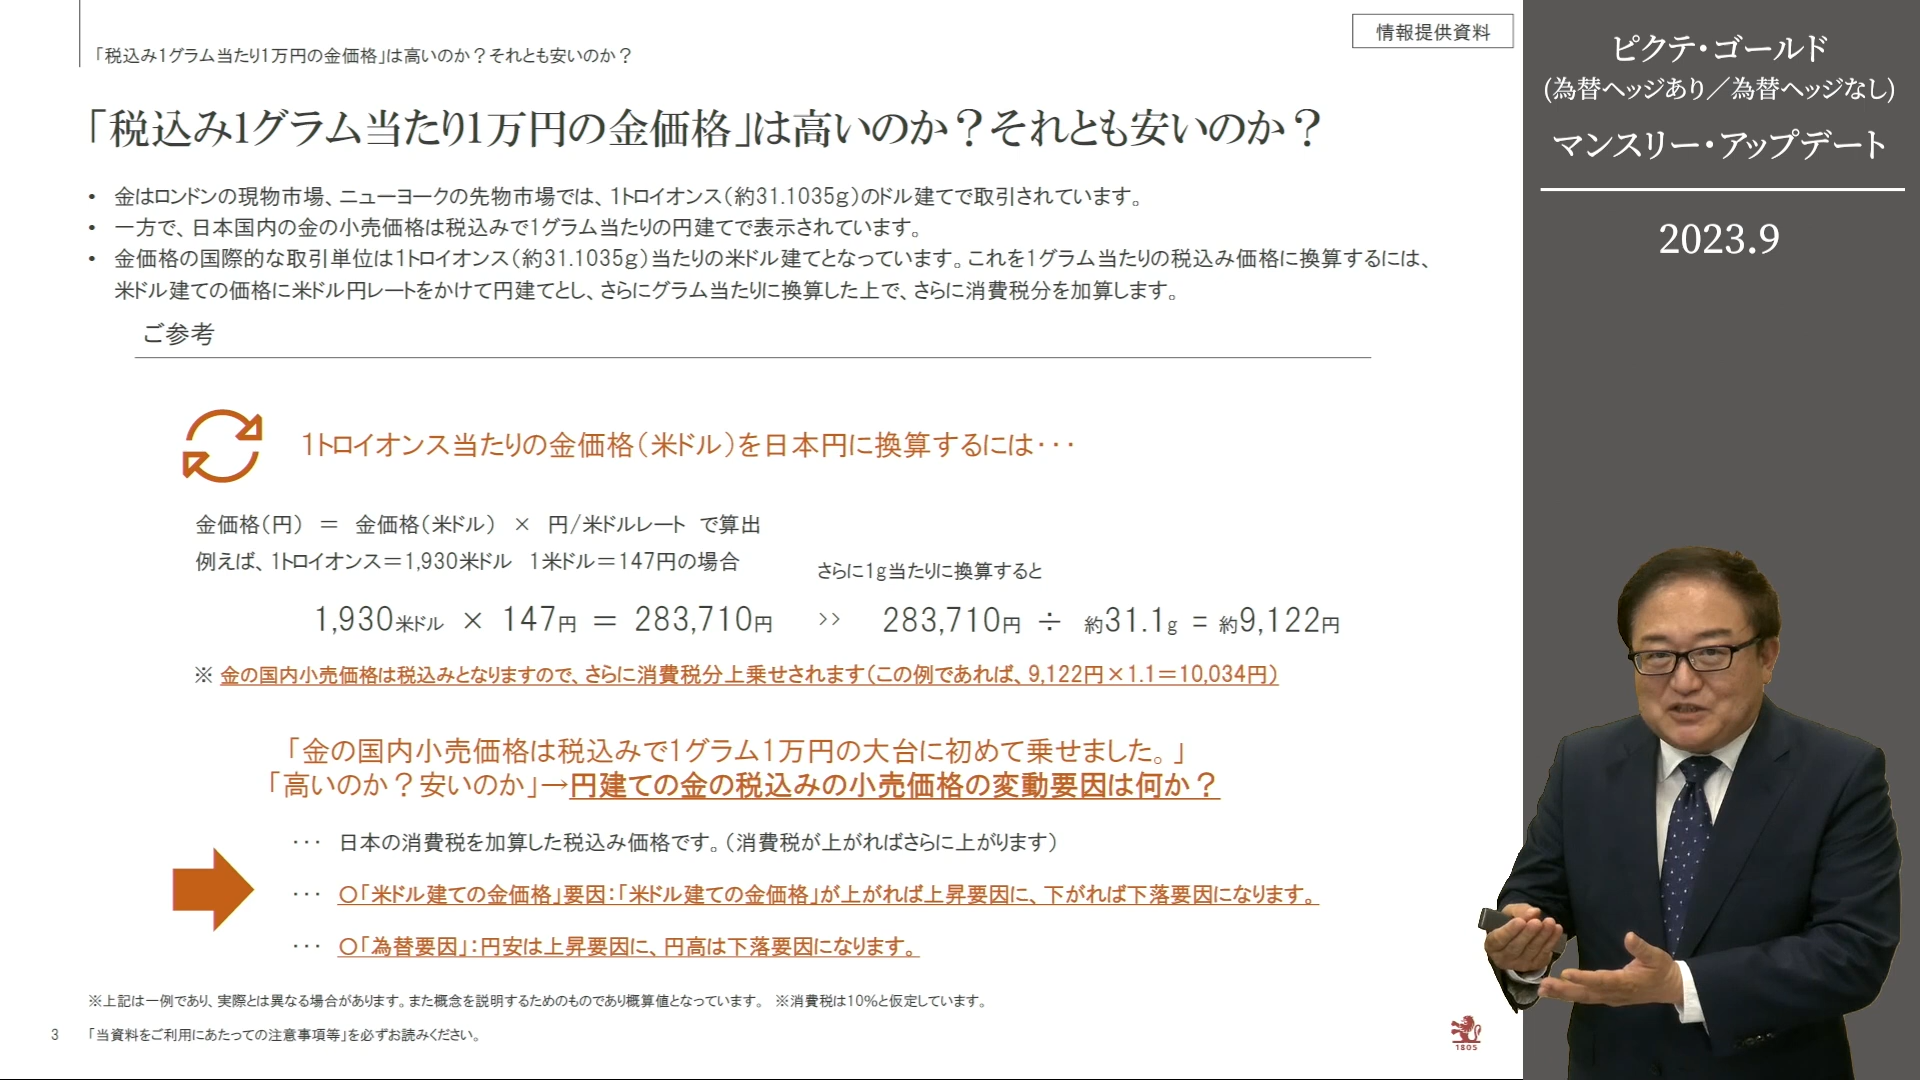 「税込み1グラム当たり1万円の金価格」は高いのか？それとも安いのか？
情報提供資料
「税込み1グラム当たり1万円の金価格」は高いのか？それとも安いのか？
• 金はロンドンの現物市場、ニューヨークの先物市場では、1トロイオンス（約31.1035g）のドル建てで取引されています。
• 一方で、日本国内の金の小売価格は税込みで1グラム当たりの円建てで表示されています。
• 金価格の国際的な取引単位は1トロイオンス（約31.1035g）当たりの米ドル建てとなっています。これを1グラム当たりの税込み価格に換算するには、
米ドル建ての価格に米ドル円レートをかけて円建てとし、さらにグラム当たりに換算した上で、さらに消費税分を加算します。
ご参考
1トロイオンス当たりの金価格（米ドル）を日本円に換算するには･･･
金価格（円） ＝ 金価格（米ドル） × 円/米ドルレート で算出
例えば、1トロイオンス＝1,930米ドル 1米ドル＝147円の場合
さらに1g当たりに換算すると
1,930米ドル × 147円 ＝ 283,710円 >> 283,710円 ÷ 約31.1g = 約9,122円
※ 金の国内小売価格は税込みとなりますので、さらに消費税分上乗せされます（この例であれば、9,122円×1.1＝10,034円）
「金の国内小売価格は税込みで1グラム1万円の大台に初めて乗せました。」
「高いのか？安いのか」→円建ての金の税込みの小売価格の変動要因は何か？
･･･ 日本の消費税を加算した税込み価格です。（消費税が上がればさらに上がります）
･･･ 〇「米ドル建ての金価格」要因：「米ドル建ての金価格」が上がれば上昇要因に、下がれば下落要因になります。
･･･ 〇「為替要因」：円安は上昇要因に、円高は下落要因になります。
※上記は一例であり、実際とは異なる場合があります。また概念を説明するためのものであり概算値となっています。 ※消費税は10%と仮定しています。
3 「当資料をご利用にあたっての注意事項等」を必ずお読みください。
1805
ピクテ・ゴールド
(為替ヘッジあり／為替ヘッジなし)
マンスリー・アップデート
2023.9